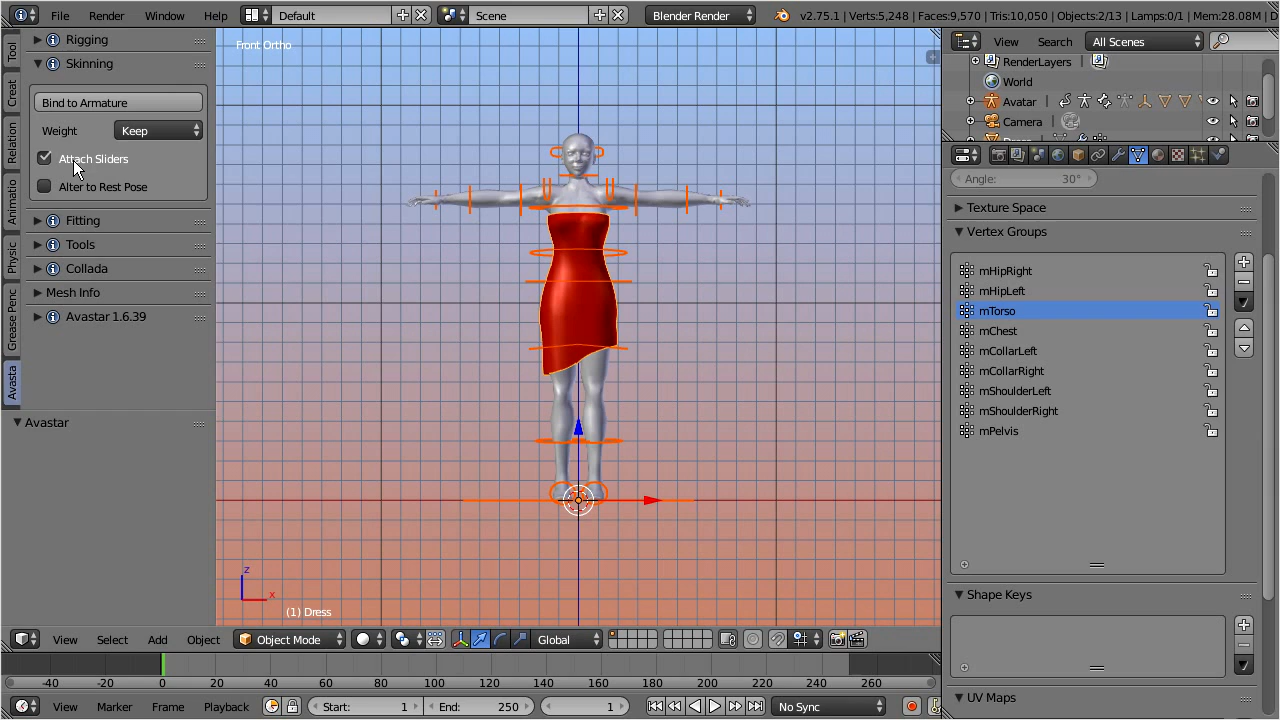 File Render Window Help Default Scene Blender Render v2.75.1 | Verts:5,248 | Faces:9,570 | Tris:10,050 | Objects:2/13 | Lamps:0/1 | Mem:28.08M | D
Tool
Creat
Relation
Animatio
Physic
Grease Penc
Avasta
Rigging
Skinning
Bind to Armature
Weight Keep
Attach Sliders
Alter to Rest Pose
Fitting
Tools
Collada
Mesh Info
Avastar 1.6.39
Avastar
Front Ortho
z
x
(1) Dress
View Search All Scenes
RenderLayers
World
Avatar
Camera
Angle: 30°
Texture Space
Vertex Groups
mHipRight
mHipLeft
mTorso
mChest
mCollarLeft
mCollarRight
mShoulderLeft
mShoulderRight
mPelvis
Shape Keys
UV Maps
View Select Add Object Object Mode Global
-40 -20 0 20 40 60 80 100 120 140 160 180 200 220 240 260
View Marker Frame Playback Start: 1 End: 250 1 No Sync